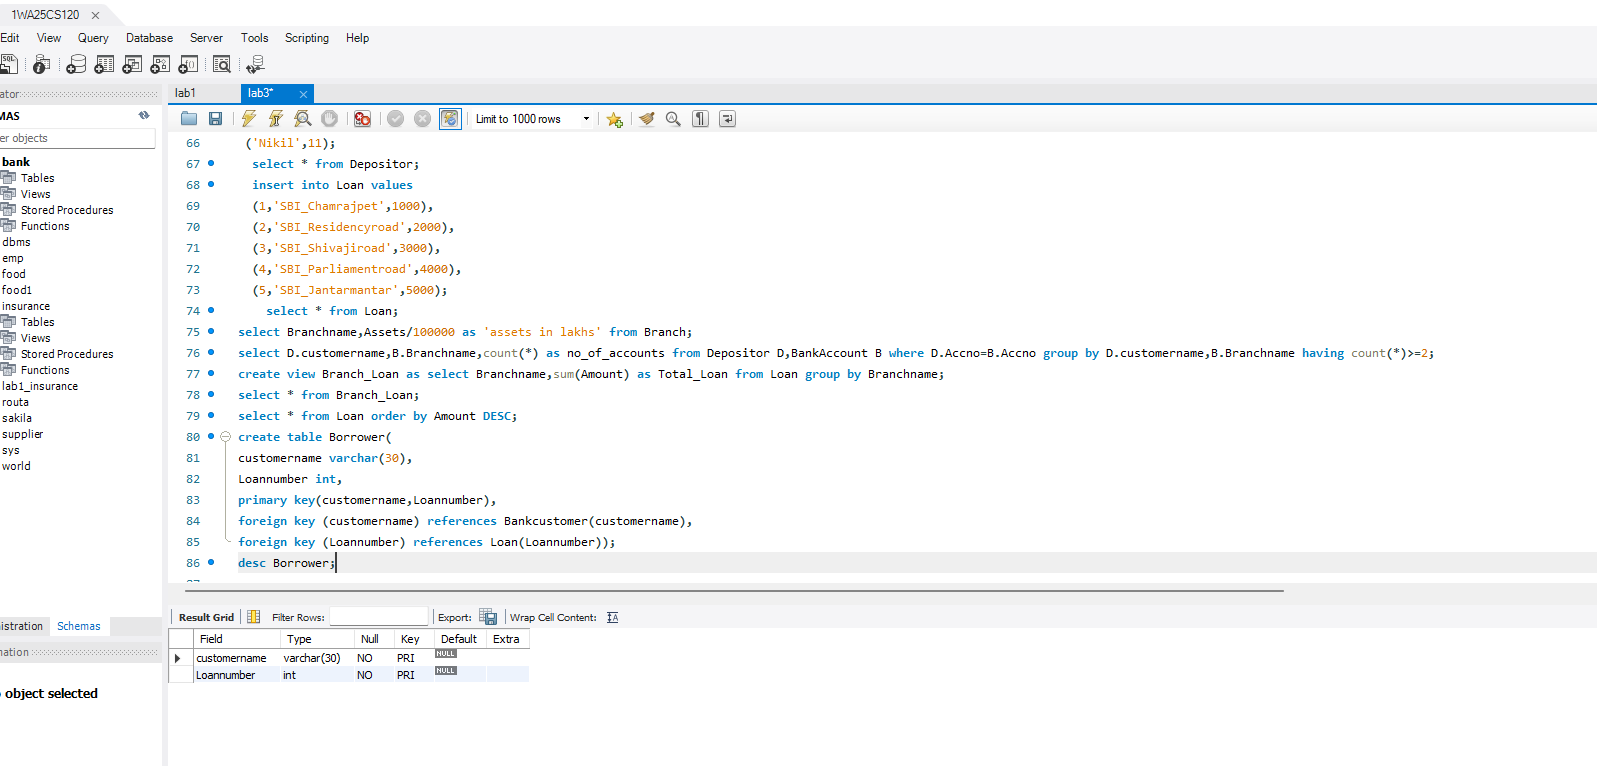 1WA25CS120
Edit View Query Database Server Tools Scripting Help
ator
lab1 lab3*
MAS
er objects
Limit to 1000 rows
bank
Tables
Views
Stored Procedures
Functions
dbms
emp
food
food1
insurance
Tables
Views
Stored Procedures
Functions
lab1_insurance
routa
sakila
supplier
sys
world
66 ('Nikil',11);
67 select * from Depositor;
68 insert into Loan values
69 (1,'SBI_Chamrajpet',1000),
70 (2,'SBI_Residencyroad',2000),
71 (3,'SBI_Shivajiroad',3000),
72 (4,'SBI_Parliamentroad',4000),
73 (5,'SBI_Jantarmantar',5000);
74 select * from Loan;
75 select Branchname,Assets/100000 as 'assets in lakhs' from Branch;
76 select D.customername,B.Branchname,count(*) as no_of_accounts from Depositor D,BankAccount B where D.Accno=B.Accno group by D.customername,B.Branchname having count(*)>=2;
77 create view Branch_Loan as select Branchname,sum(Amount) as Total_Loan from Loan group by Branchname;
78 select * from Branch_Loan;
79 select * from Loan order by Amount DESC;
80 create table Borrower(
81 customername varchar(30),
82 Loannumber int,
83 primary key(customername,Loannumber),
84 foreign key (customername) references Bankcustomer(customername),
85 foreign key (Loannumber) references Loan(Loannumber));
86 desc Borrower;
istration Schemas
mation
object selected
Result Grid Filter Rows: Export: Wrap Cell Content:
Field Type Null Key Default Extra
customername varchar(30) NO PRI NULL
Loannumber int NO PRI NULL